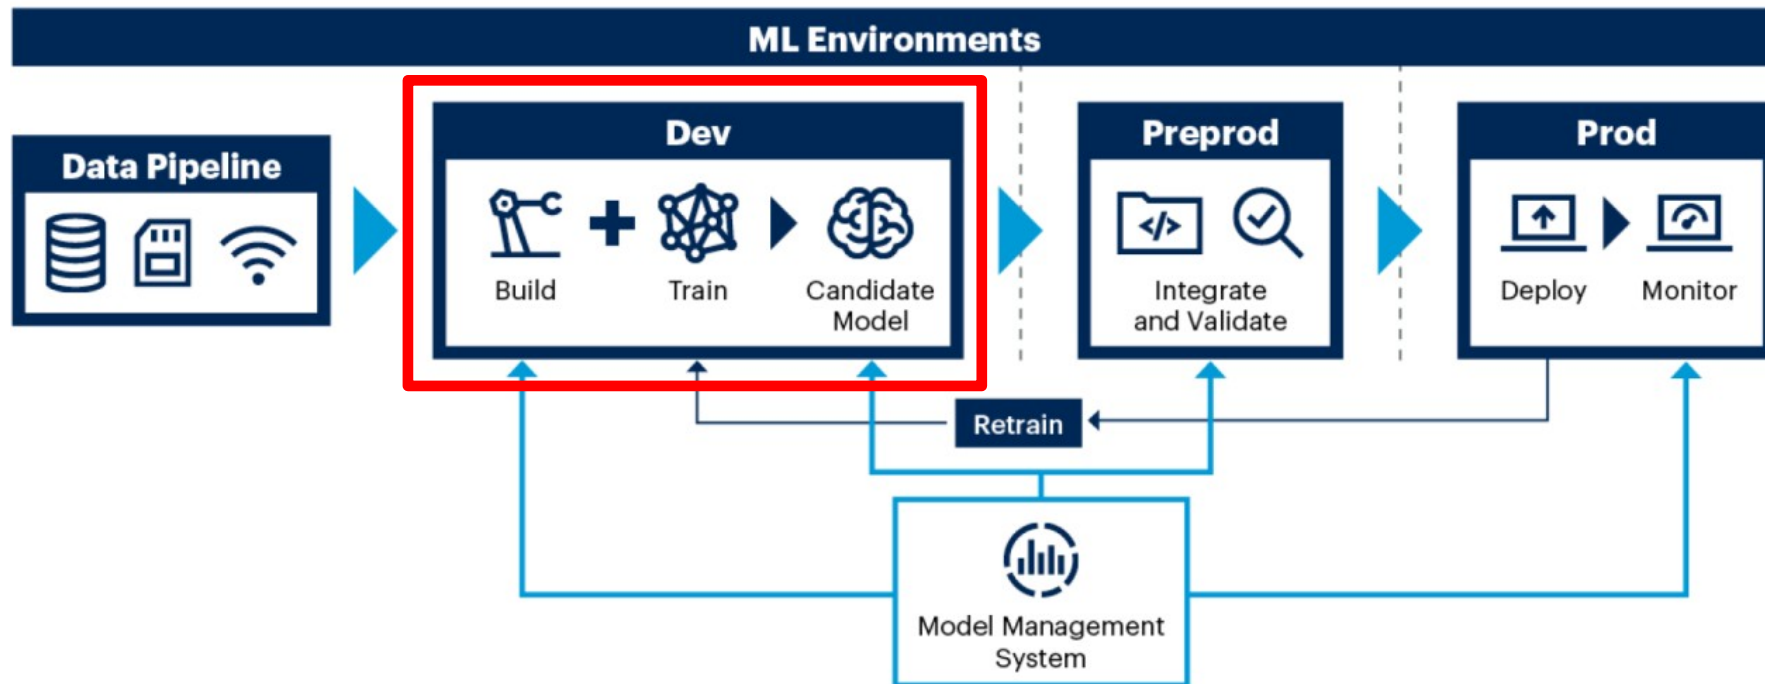 ML Environments
Data Pipeline
Dev
Build
Train
Candidate
Model
Preprod
</>
Integrate
and Validate
Prod
Deploy
Monitor
Retrain
Model Management
System